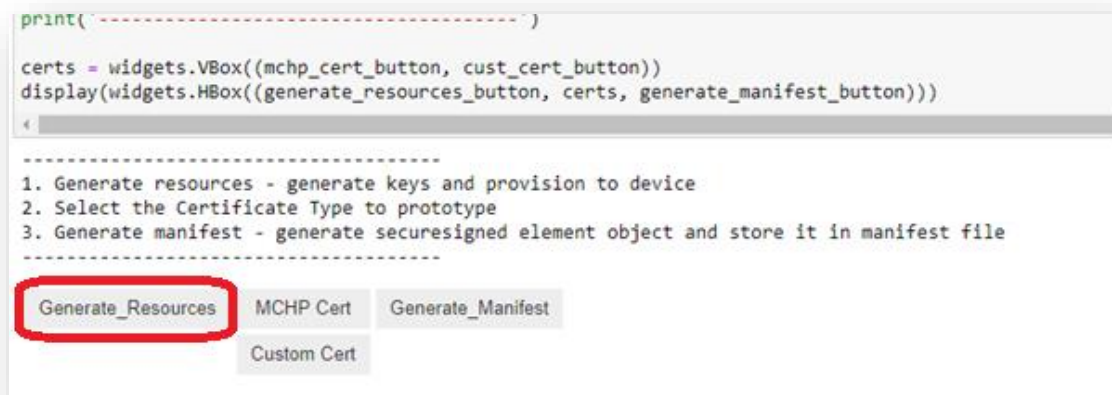 print('--------------------------------------')
certs = widgets.VBox((mchp_cert_button, cust_cert_button))
display(widgets.HBox((generate_resources_button, certs, generate_manifest_button)))
---------------------------------------
1. Generate resources - generate keys and provision to device
2. Select the Certificate Type to prototype
3. Generate manifest - generate securesigned element object and store it in manifest file
---------------------------------------
Generate_Resources MCHP Cert Generate_Manifest
Custom Cert